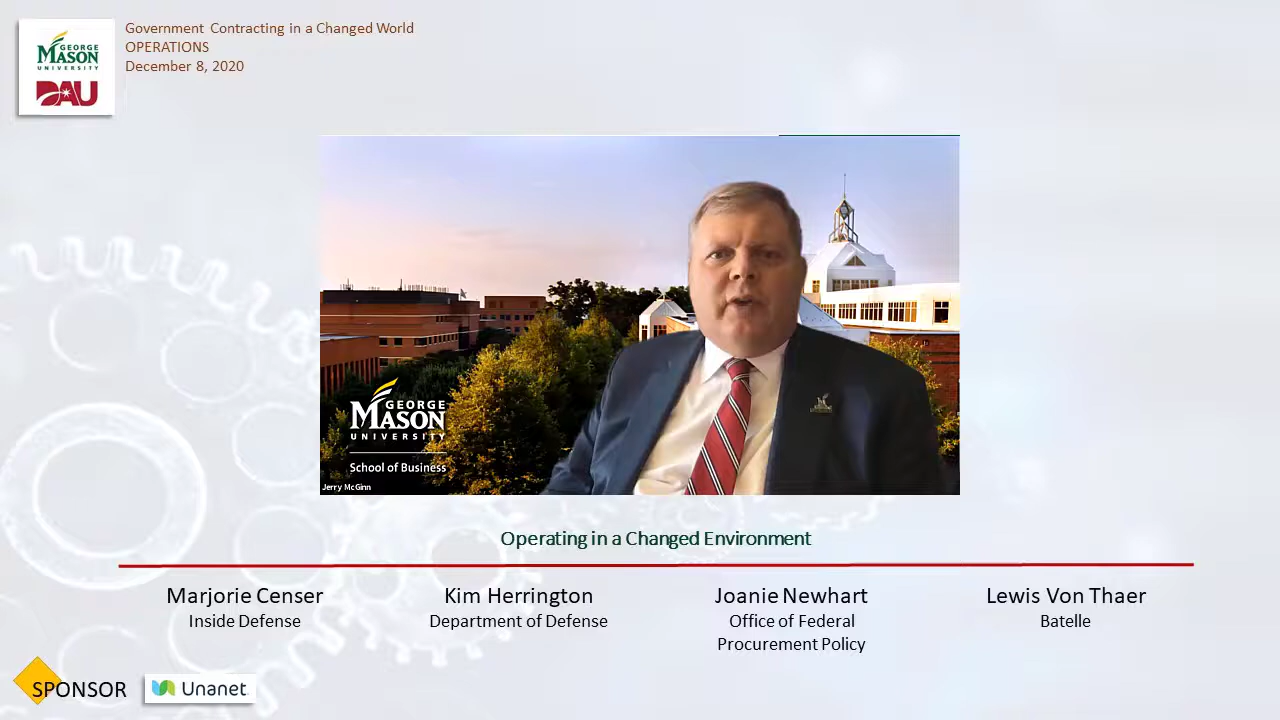 Government Contracting in a Changed World
OPERATIONS
December 8, 2020
GEORGE
MASON
UNIVERSITY
DAU
GEORGE
MASON
UNIVERSITY
School of Business
Jerry McGinn
Operating in a Changed Environment
Marjorie Censer
Inside Defense
Kim Herrington
Department of Defense
Joanie Newhart
Office of Federal
Procurement Policy
Lewis Von Thaer
Batelle
SPONSOR
Unanet